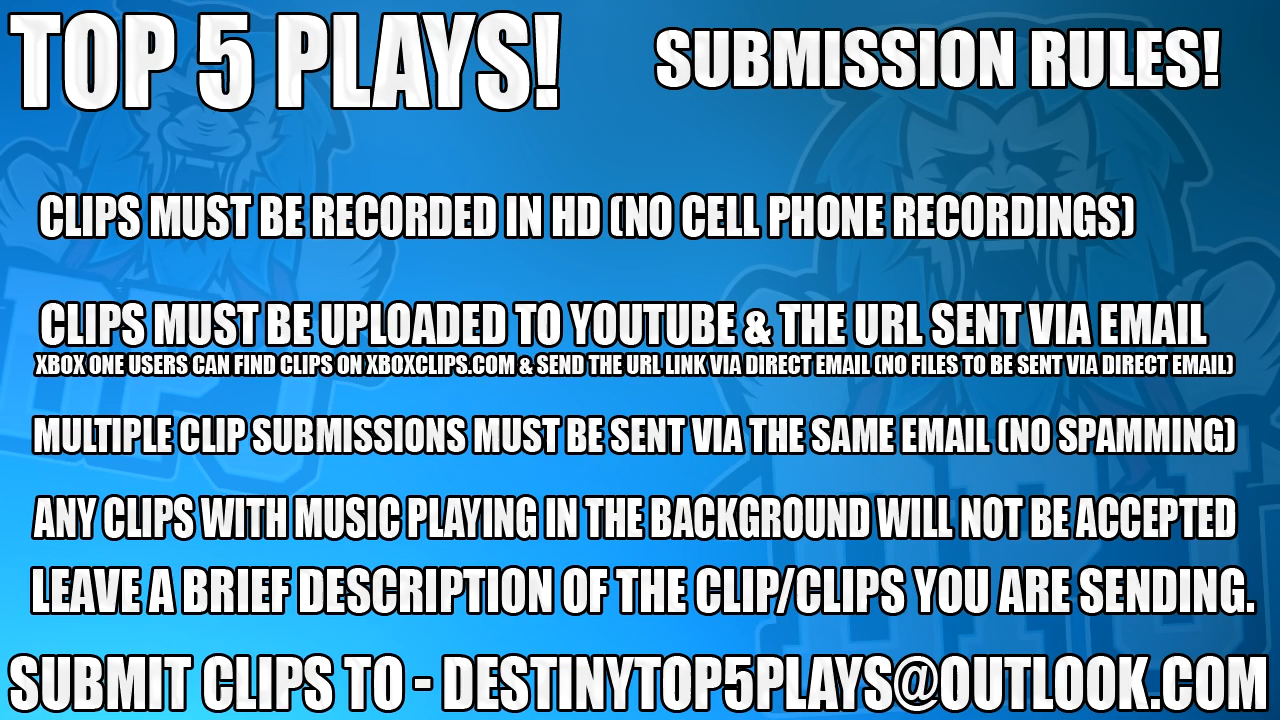 TOP 5 PLAYS!
SUBMISSION RULES!
CLIPS MUST BE RECORDED IN HD (NO CELL PHONE RECORDINGS)
CLIPS MUST BE UPLOADED TO YOUTUBE & THE URL SENT VIA EMAIL
XBOX ONE USERS CAN FIND CLIPS ON XBOXCLIPS.COM & SEND THE URL LINK VIA DIRECT EMAIL (NO FILES TO BE SENT VIA DIRECT EMAIL)
MULTIPLE CLIP SUBMISSIONS MUST BE SENT VIA THE SAME EMAIL (NO SPAMMING)
ANY CLIPS WITH MUSIC PLAYING IN THE BACKGROUND WILL NOT BE ACCEPTED
LEAVE A BRIEF DESCRIPTION OF THE CLIP/CLIPS YOU ARE SENDING.
SUBMIT CLIPS TO - DESTINYTOP5PLAYS@OUTLOOK.COM